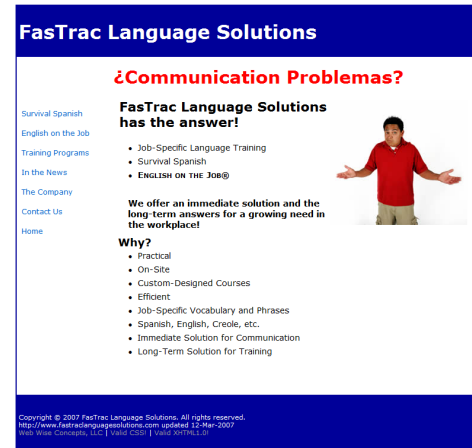 FasTrac Language Solutions
¿Communication Problemas?
Survival Spanish
English on the Job
Training Programs
In the News
The Company
Contact Us
Home
FasTrac Language Solutions
has the answer!
• Job-Specific Language Training
• Survival Spanish
• ENGLISH ON THE JOB®
We offer an immediate solution and the
long-term answers for a growing need in
the workplace!
Why?
• Practical
• On-Site
• Custom-Designed Courses
• Efficient
• Job-Specific Vocabulary and Phrases
• Spanish, English, Creole, etc.
• Immediate Solution for Communication
• Long-Term Solution for Training
Copyright © 2007 FasTrac Language Solutions. All rights reserved.
http://www.fastraclanguagesolutions.com updated 12-Mar-2007
Web Wise Concepts, LLC | Valid CSS! | Valid XHTML1.0!